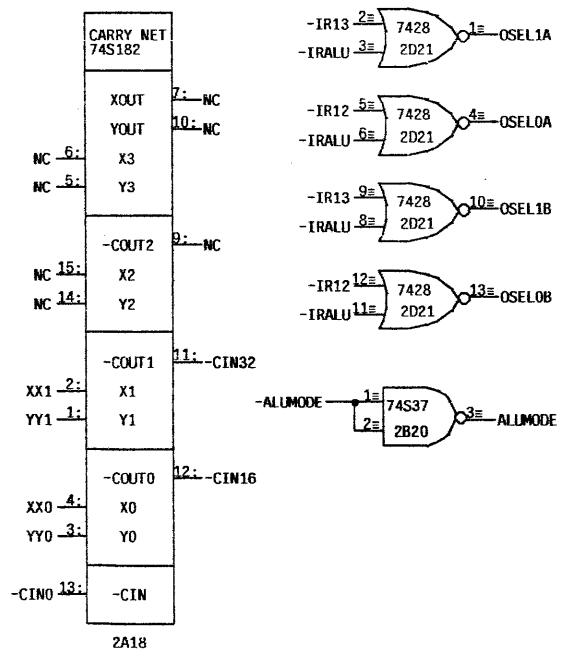 CARRY NET
74S182
XOUT 7: NC
YOUT 10: NC
NC 6: X3
NC 5: Y3
-COUT2 9: NC
NC 15: X2
NC 14: Y2
-COUT1 11: -CIN32
XX1 2: X1
YY1 1: Y1
-COUT0 12: -CIN16
XX0 4: X0
YY0 3: Y0
-CIN0 13: -CIN
2A18
-IR13 2≡ 7428 1≡ OSEL1A
-IRALU 3≡ 2D21
-IR12 5≡ 7428 4≡ OSEL0A
-IRALU 6≡ 2D21
-IR13 9≡ 7428 10≡ OSEL1B
-IRALU 8≡ 2D21
-IR12 12≡ 7428 13≡ OSEL0B
-IRALU 11≡ 2D21
-ALUMODE 1≡ 74S37 3≡ ALUMODE
2≡ 2B20